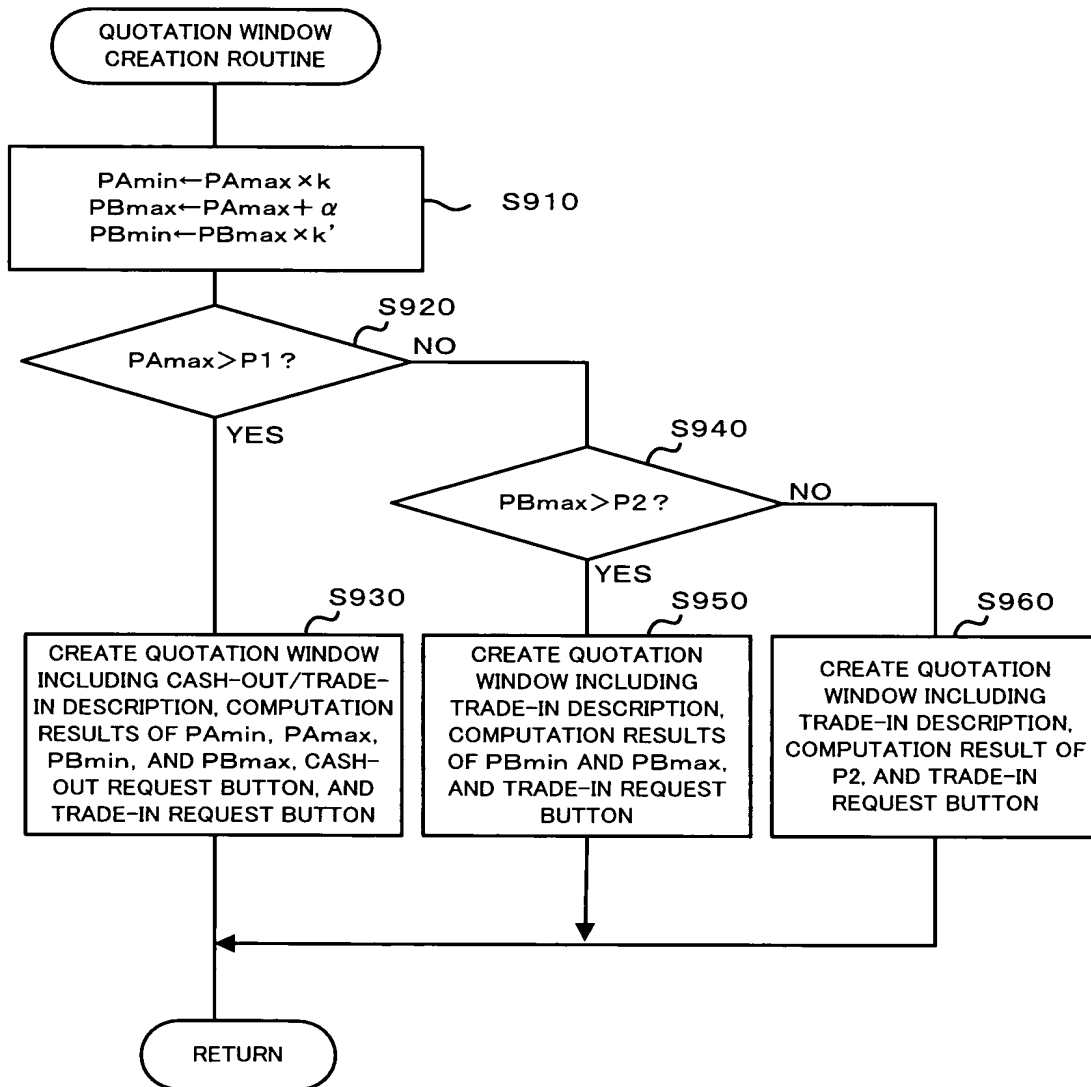 QUOTATION WINDOW
CREATION ROUTINE
PAmin←PAmax×k
PBmax←PAmax+α
PBmin←PBmax×k'
S910
S920
PAmax>P1?
NO
YES
S940
PBmax>P2?
NO
YES
S930
CREATE QUOTATION WINDOW
INCLUDING CASH-OUT/TRADE-
IN DESCRIPTION, COMPUTATION
RESULTS OF PAmin, PAmax,
PBmin, AND PBmax, CASH-
OUT REQUEST BUTTON, AND
TRADE-IN REQUEST BUTTON
S950
CREATE QUOTATION
WINDOW INCLUDING
TRADE-IN DESCRIPTION,
COMPUTATION RESULTS
OF PBmin AND PBmax,
AND TRADE-IN REQUEST
BUTTON
S960
CREATE QUOTATION
WINDOW INCLUDING
TRADE-IN DESCRIPTION,
COMPUTATION RESULT OF
P2, AND TRADE-IN
REQUEST BUTTON
RETURN